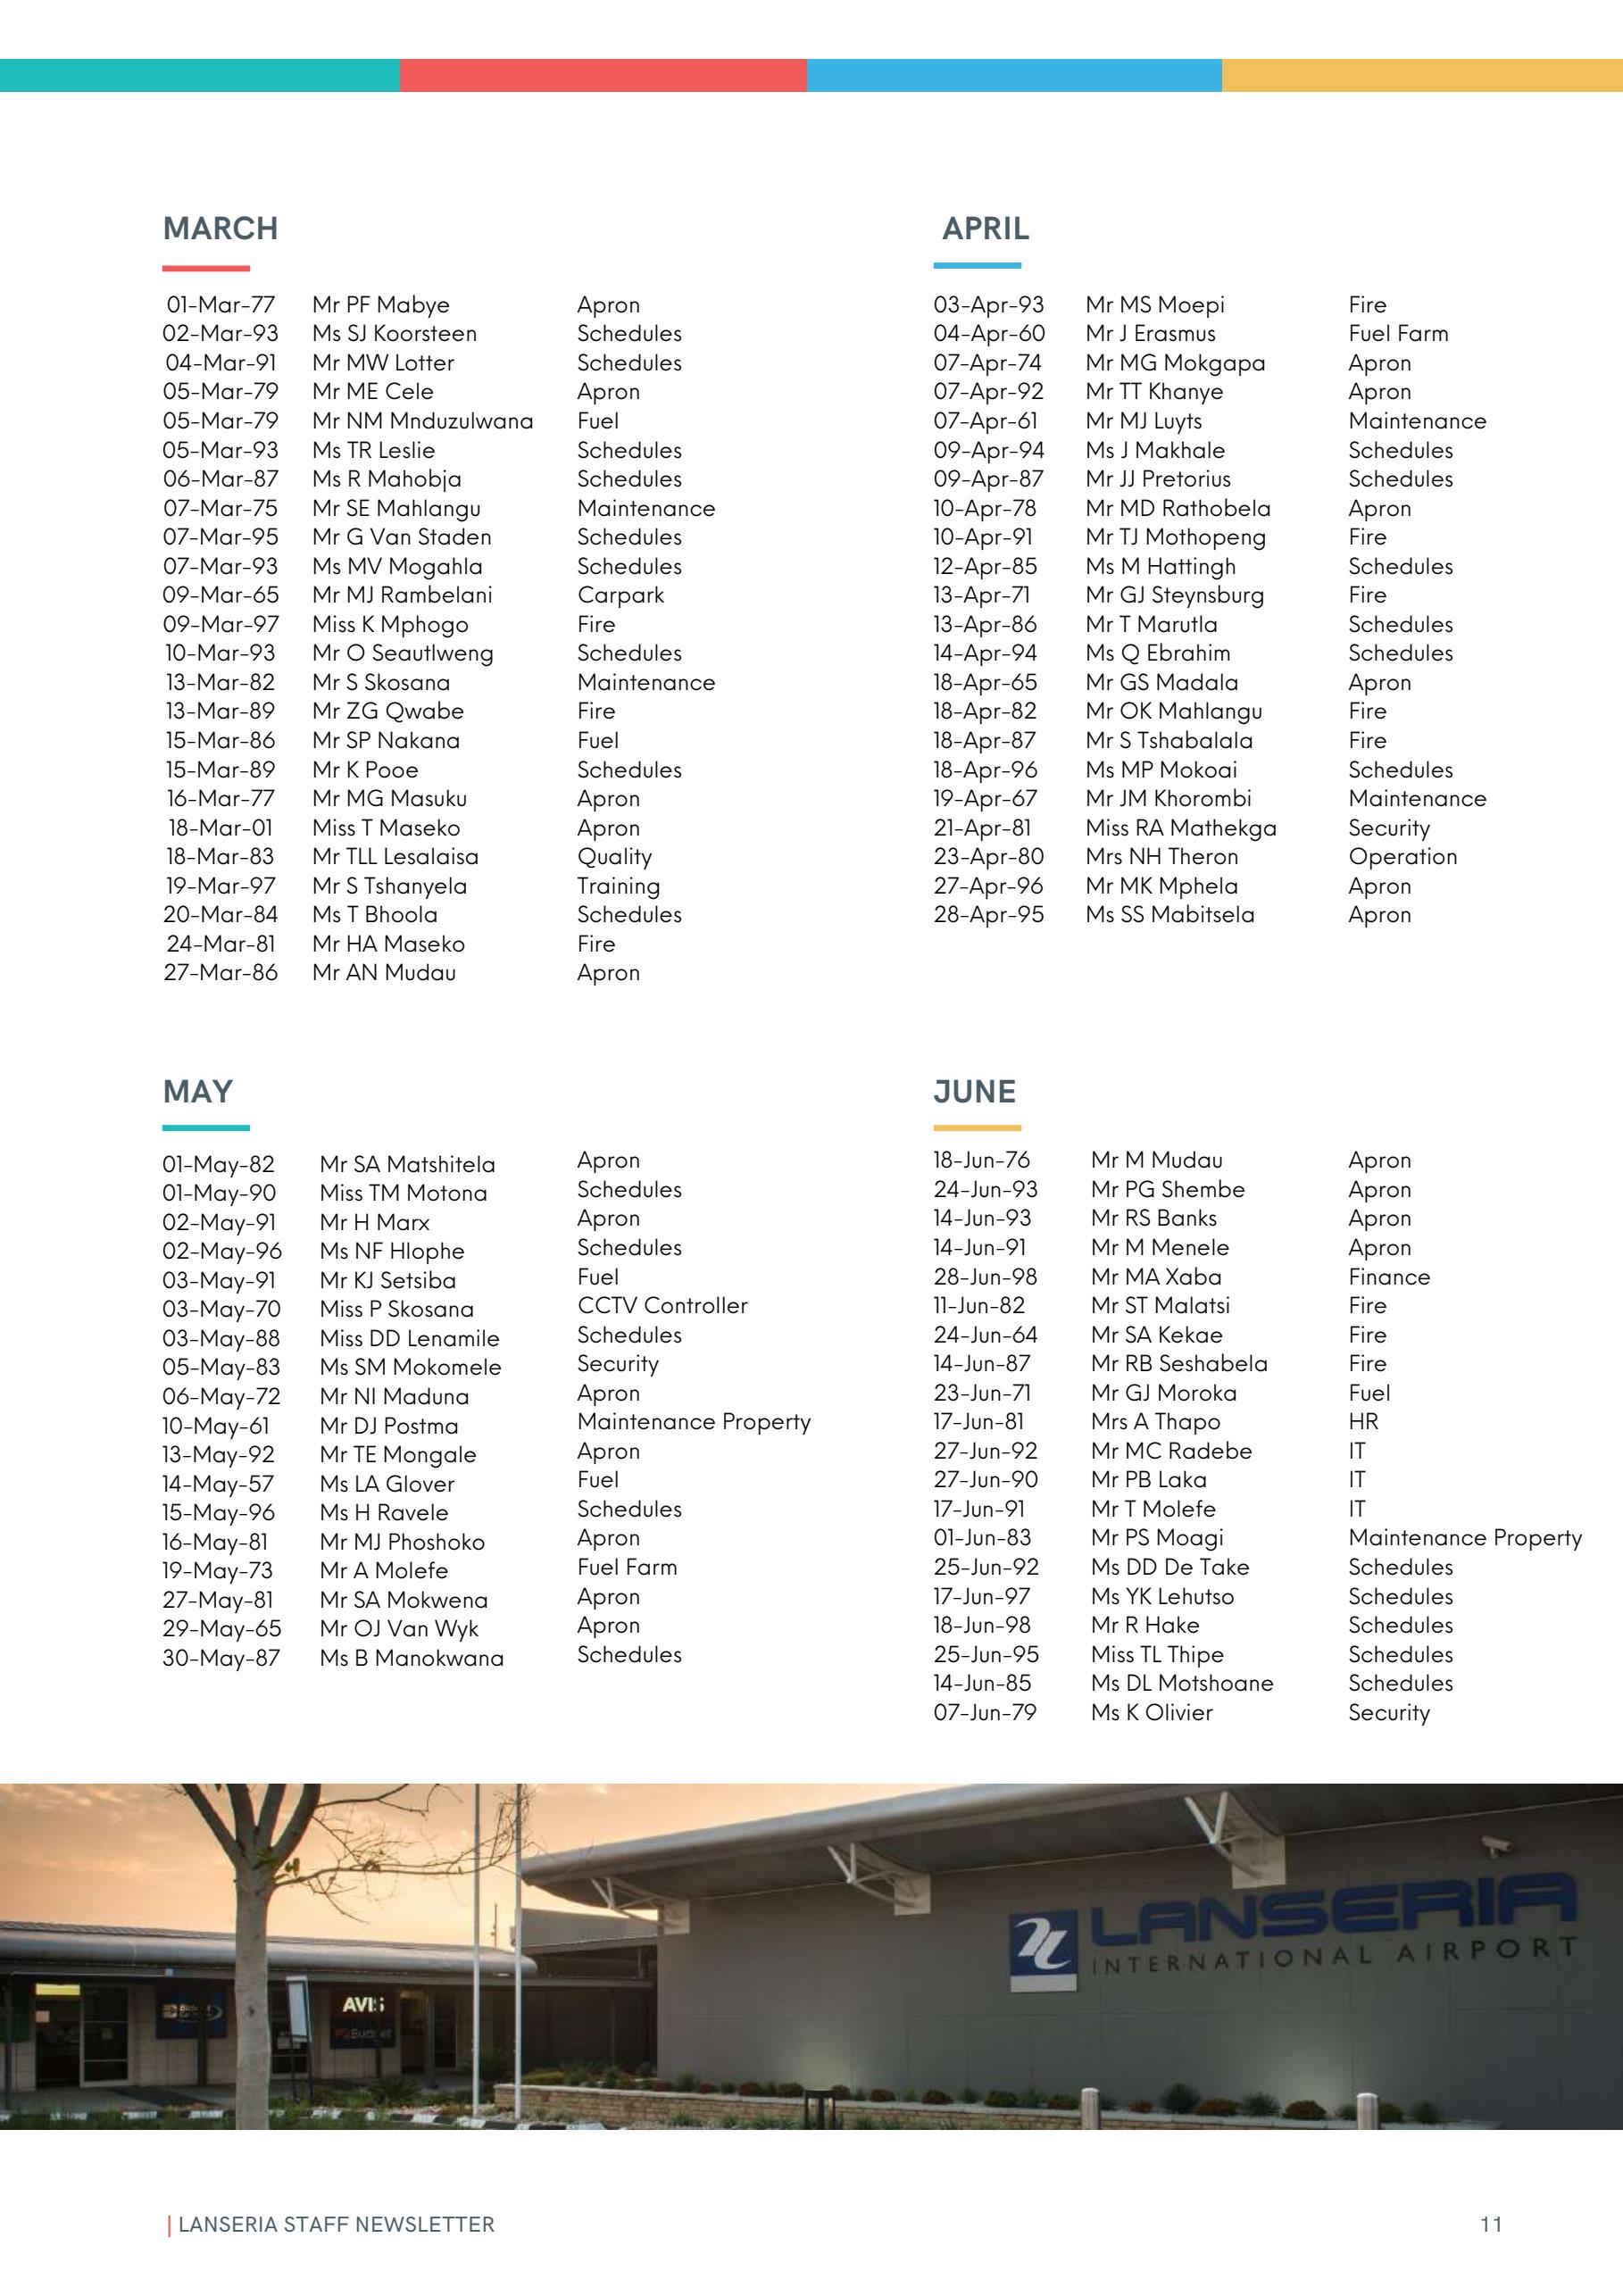 MARCH
01-Mar-77 Mr PF Mabye Apron
02-Mar-93 Ms SJ Koorsteen Schedules
04-Mar-91 Mr MW Lotter Schedules
05-Mar-79 Mr ME Cele Apron
05-Mar-79 Mr NM Mnduzulwana Fuel
05-Mar-93 Ms TR Leslie Schedules
06-Mar-87 Ms R Mahobja Schedules
07-Mar-75 Mr SE Mahlangu Maintenance
07-Mar-95 Mr G Van Staden Schedules
07-Mar-93 Ms MV Mogahla Schedules
09-Mar-65 Mr MJ Rambelani Carpark
09-Mar-97 Miss K Mphogo Fire
10-Mar-93 Mr O Seautlweng Schedules
13-Mar-82 Mr S Skosana Maintenance
13-Mar-89 Mr ZG Qwabe Fire
15-Mar-86 Mr SP Nakana Fuel
15-Mar-89 Mr K Pooe Schedules
16-Mar-77 Mr MG Masuku Apron
18-Mar-01 Miss T Maseko Apron
18-Mar-83 Mr TLL Lesalaisa Quality
19-Mar-97 Mr S Tshanyela Training
20-Mar-84 Ms T Bhoola Schedules
24-Mar-81 Mr HA Maseko Fire
27-Mar-86 Mr AN Mudau Apron
APRIL
03-Apr-93 Mr MS Moepi Fire
04-Apr-60 Mr J Erasmus Fuel Farm
07-Apr-74 Mr MG Mokgapa Apron
07-Apr-92 Mr TT Khanye Apron
07-Apr-61 Mr MJ Luyts Maintenance
09-Apr-94 Ms J Makhale Schedules
09-Apr-87 Mr JJ Pretorius Schedules
10-Apr-78 Mr MD Rathobela Apron
10-Apr-91 Mr TJ Mothopeng Fire
12-Apr-85 Ms M Hattingh Schedules
13-Apr-71 Mr GJ Steynsburg Fire
13-Apr-86 Mr T Marutla Schedules
14-Apr-94 Ms Q Ebrahim Schedules
18-Apr-65 Mr GS Madala Apron
18-Apr-82 Mr OK Mahlangu Fire
18-Apr-87 Mr S Tshabalala Fire
18-Apr-96 Ms MP Mokoai Schedules
19-Apr-67 Mr JM Khorombi Maintenance
21-Apr-81 Miss RA Mathekga Security
23-Apr-80 Mrs NH Theron Operation
27-Apr-96 Mr MK Mphela Apron
28-Apr-95 Ms SS Mabitsela Apron
MAY
01-May-82 Mr SA Matshitela Apron
01-May-90 Miss TM Motona Schedules
02-May-91 Mr H Marx Apron
02-May-96 Ms NF Hlophe Schedules
03-May-91 Mr KJ Setsiba Fuel
03-May-70 Miss P Skosana CCTV Controller
03-May-88 Miss DD Lenamile Schedules
05-May-83 Ms SM Mokomele Security
06-May-72 Mr NI Maduna Apron
10-May-61 Mr DJ Postma Maintenance Property
13-May-92 Mr TE Mongale Apron
14-May-57 Ms LA Glover Fuel
15-May-96 Ms H Ravele Schedules
16-May-81 Mr MJ Phoshoko Apron
19-May-73 Mr A Molefe Fuel Farm
27-May-81 Mr SA Mokwena Apron
29-May-65 Mr OJ Van Wyk Apron
30-May-87 Ms B Manokwana Schedules
JUNE
18-Jun-76 Mr M Mudau Apron
24-Jun-93 Mr PG Shembe Apron
14-Jun-93 Mr RS Banks Apron
14-Jun-91 Mr M Menele Apron
28-Jun-98 Mr MA Xaba Finance
11-Jun-82 Mr ST Malatsi Fire
24-Jun-64 Mr SA Kekae Fire
14-Jun-87 Mr RB Seshabela Fire
23-Jun-71 Mr GJ Moroka Fuel
17-Jun-81 Mrs A Thapo HR
27-Jun-92 Mr MC Radebe IT
27-Jun-90 Mr PB Laka IT
17-Jun-91 Mr T Molefe IT
01-Jun-83 Mr PS Moagi Maintenance Property
25-Jun-92 Ms DD De Take Schedules
17-Jun-97 Ms YK Lehutso Schedules
18-Jun-98 Mr R Hake Schedules
25-Jun-95 Miss TL Thipe Schedules
14-Jun-85 Ms DL Motshoane Schedules
07-Jun-79 Ms K Olivier Security
LANSERIA
INTERNATIONAL AIRPORT
AVIS
Budget
| LANSERIA STAFF NEWSLETTER
11